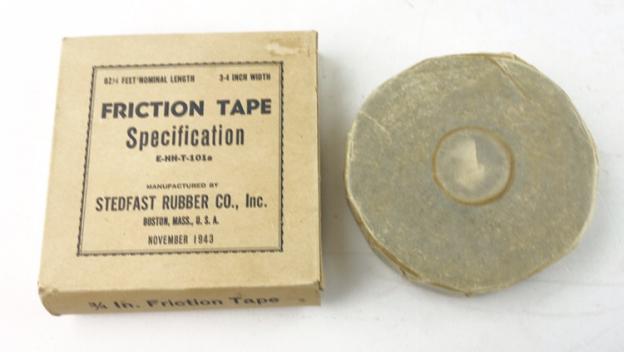 82½ FEET NOMINAL LENGTH 3-4 INCH WIDTH
FRICTION TAPE
Specification
E-HH-T-101a
MANUFACTURED BY
STEDFAST RUBBER CO., Inc.
BOSTON, MASS., U. S. A.
NOVEMBER 1943
¾ In. Friction Tape